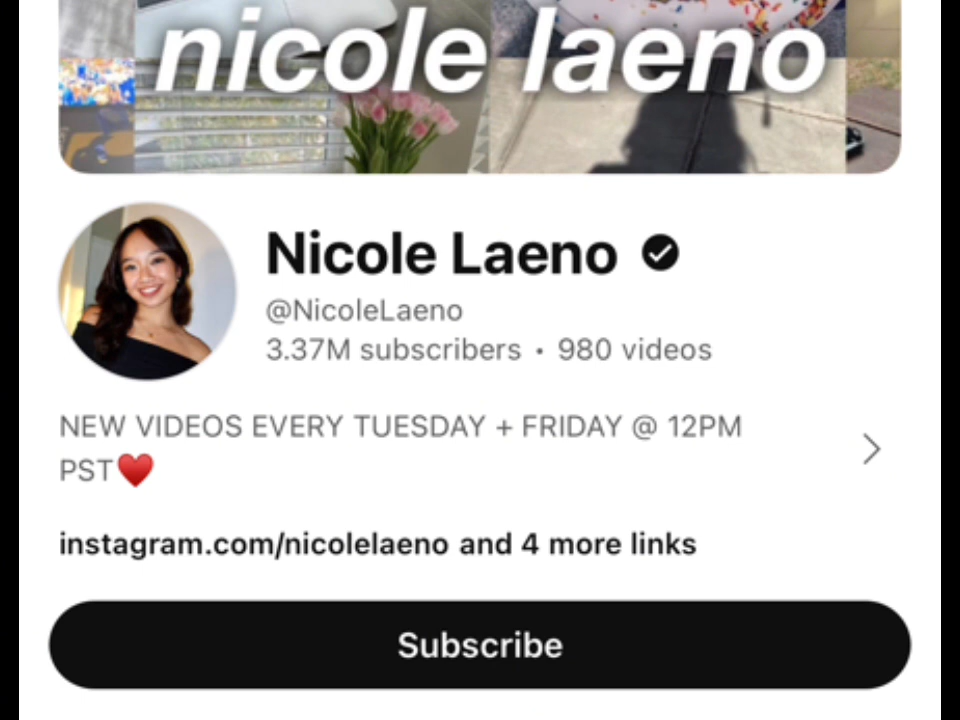 nicole laeno
Nicole Laeno
@NicoleLaeno
3.37M subscribers • 980 videos
NEW VIDEOS EVERY TUESDAY + FRIDAY @ 12PM
PST♥️
instagram.com/nicolelaeno and 4 more links
Subscribe